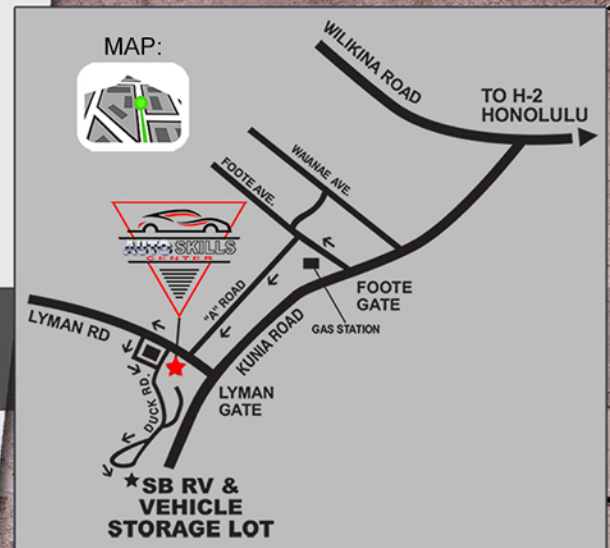 MAP:
WILIKINA ROAD
TO H-2
HONOLULU
WAIANAE AVE.
FOOTE AVE.
AUTO SKILLS
CENTER
"A" ROAD
FOOTE
GATE
GAS STATION
KUNIA ROAD
LYMAN RD
LYMAN
GATE
DUCK RD.
SB RV &
VEHICLE
STORAGE LOT